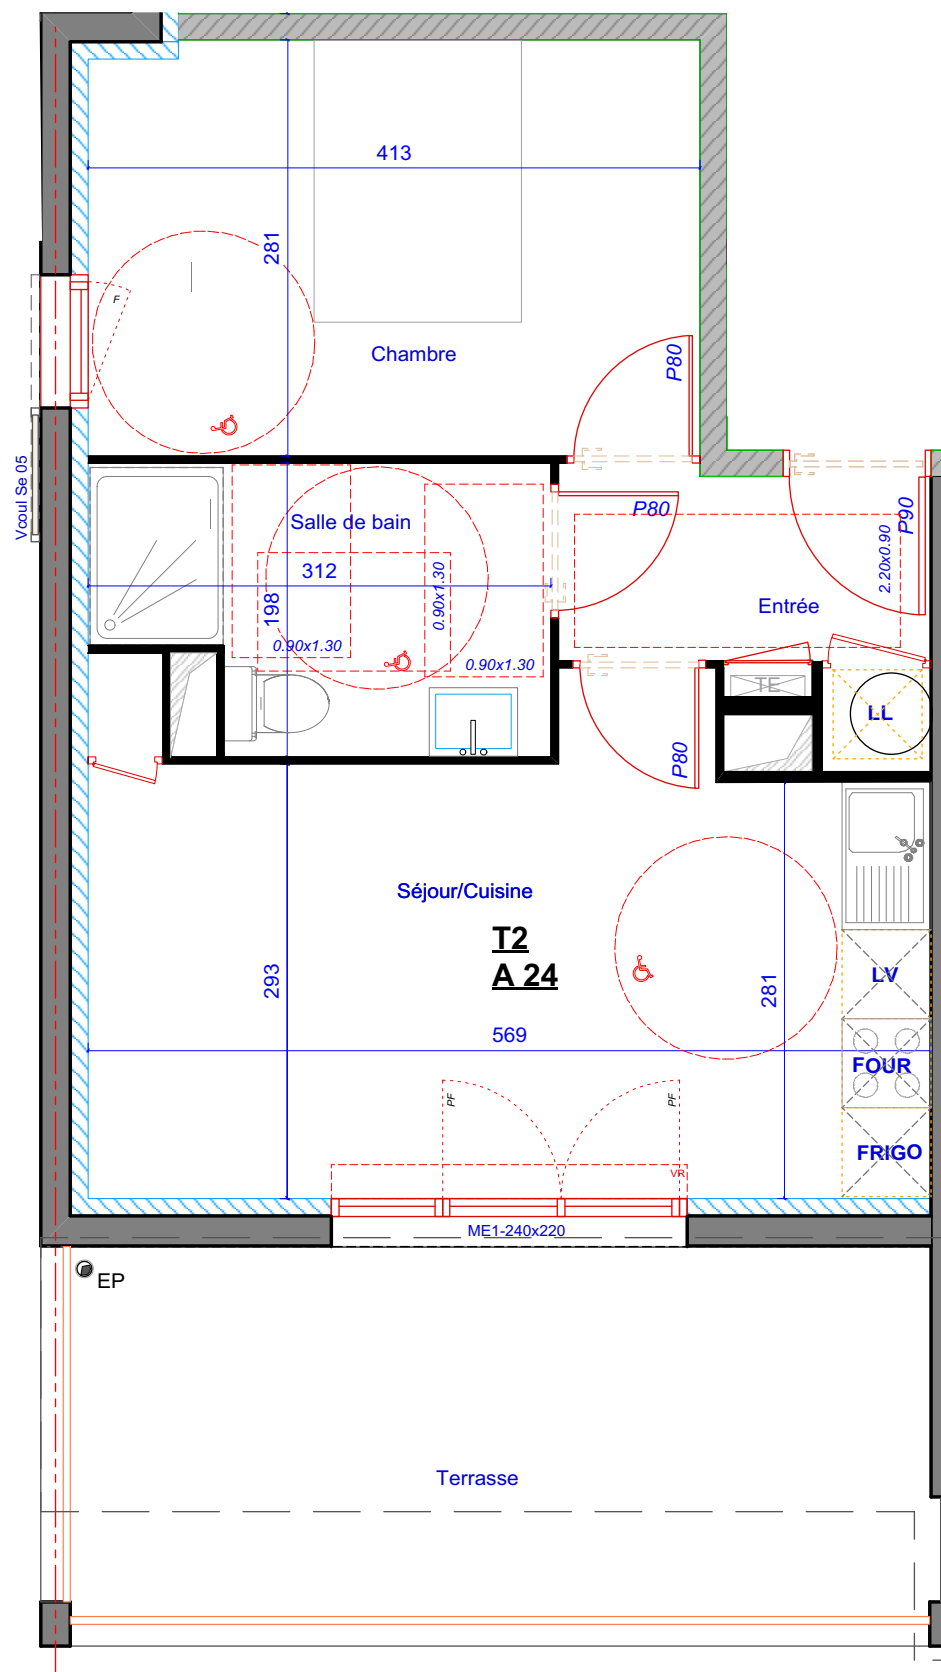 413
281
F
Chambre
P80
Vcoul Se 05
Salle de bain
P80
P90
312
0.90x1.30
2.20x0.90
198
Entrée
0.90x1.30
0.90x1.30
TE
LL
P80
Séjour/Cuisine
T2
A 24
LV
293
281
569
FOUR
PF
PF
FRIGO
VR
ME1-240x220
EP
Terrasse